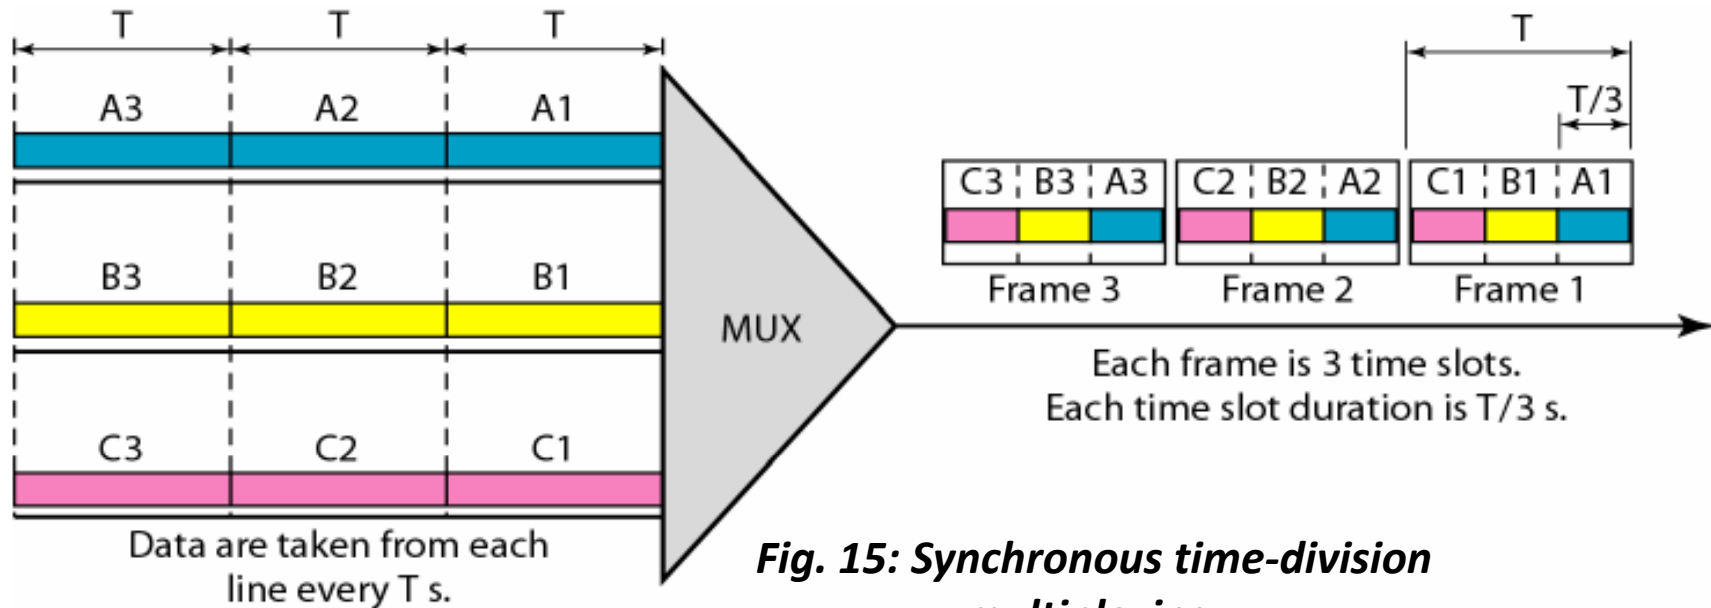 T T T
A3 A2 A1
B3 B2 B1
C3 C2 C1
Data are taken from each
line every T s.
MUX
T
T/3
C3 B3 A3 C2 B2 A2 C1 B1 A1
Frame 3 Frame 2 Frame 1
Each frame is 3 time slots.
Each time slot duration is T/3 s.
Fig. 15: Synchronous time-division